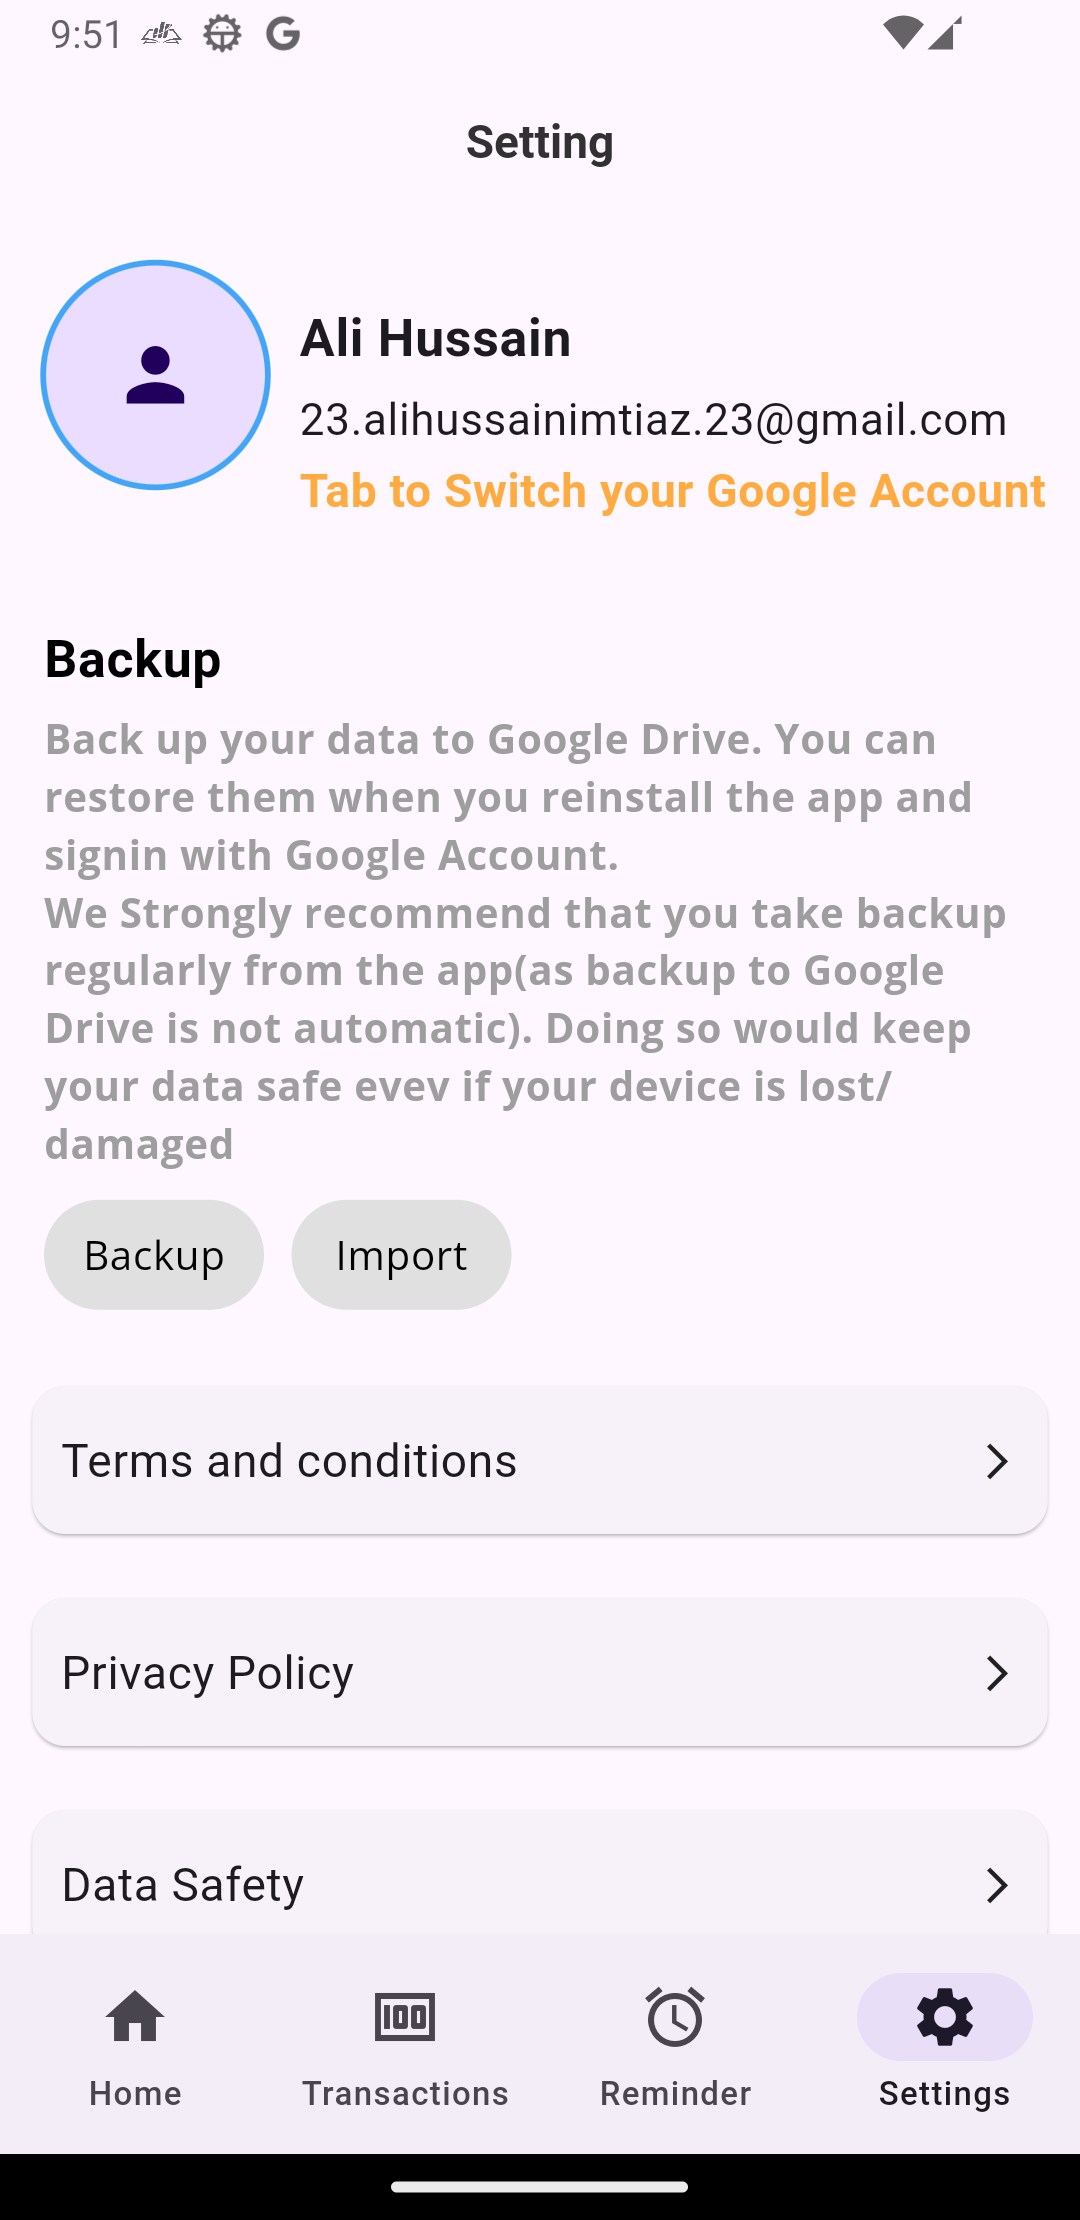 9:51
Setting
Ali Hussain
23.alihussainimtiaz.23@gmail.com
Tab to Switch your Google Account
Backup
Back up your data to Google Drive. You can
restore them when you reinstall the app and
signin with Google Account.
We Strongly recommend that you take backup
regularly from the app(as backup to Google
Drive is not automatic). Doing so would keep
your data safe evev if your device is lost/
damaged
Backup Import
Terms and conditions
Privacy Policy
Data Safety
100
Home Transactions Reminder Settings